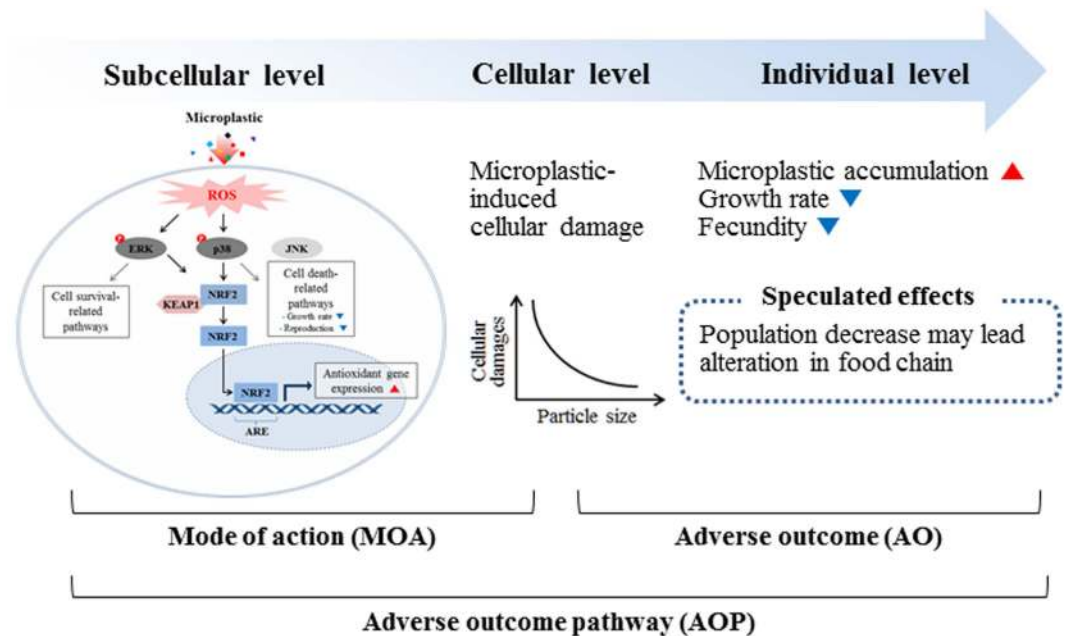 Subcellular level
Cellular level
Individual level
Microplastic
ROS
P
ERK
P
p38
JNK
Cell survival-
related
pathways
KEAP1
NRF2
NRF2
Cell death-
related
pathways
- Growth rate ▼
- Reproduction ▼
NRF2
Antioxidant gene
expression ▲
ARE
Microplastic-
induced
cellular damage
Cellular
damages
Particle size
Microplastic accumulation ▲
Growth rate ▼
Fecundity ▼
Speculated effects
Population decrease may lead
alteration in food chain
Mode of action (MOA)
Adverse outcome (AO)
Adverse outcome pathway (AOP)